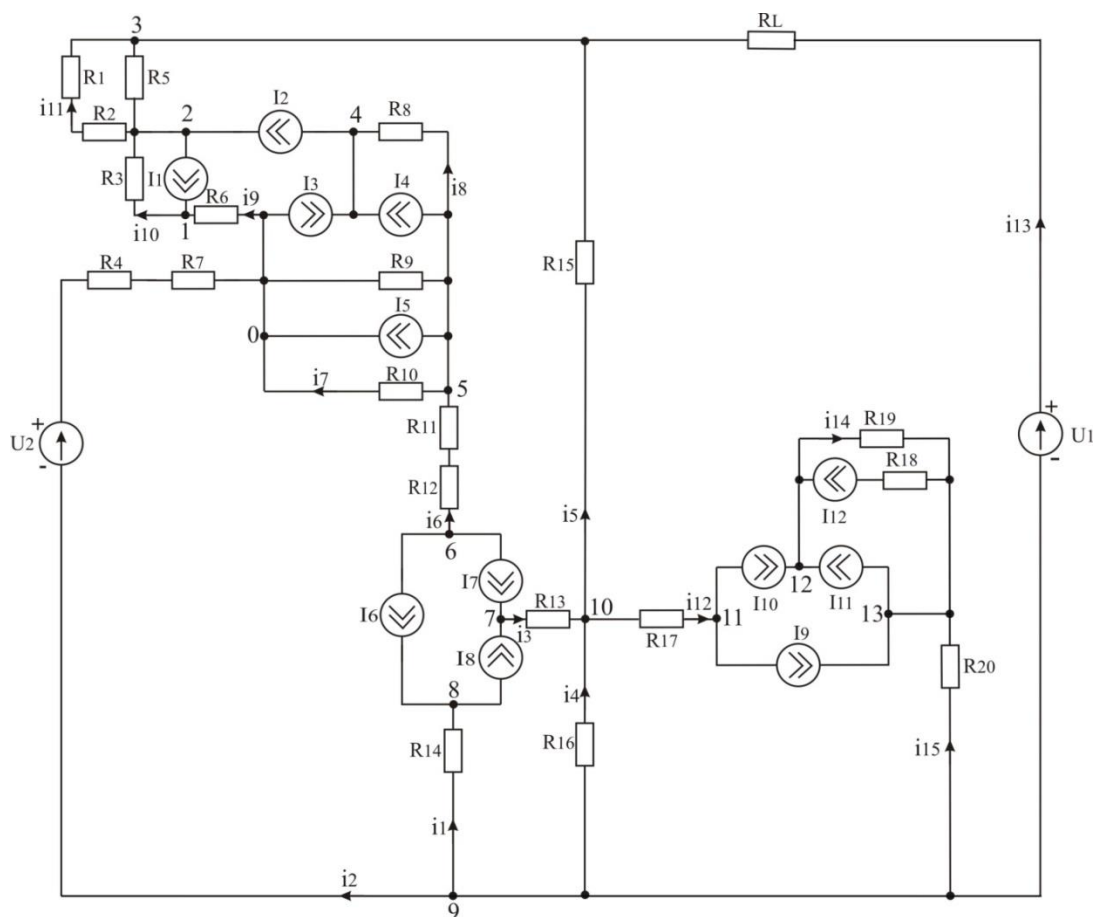 3
RL
R1
R5
i11
R2
2
I2
4
R8
R3
I1
R6
i9
I3
I4
i8
i10
1
i13
R4
R7
R9
R15
I5
0
i7
R10
5
R11
U2
+
-
+
U1
-
i14
R19
R18
R12
i6
i5
I12
6
I7
12
I10
I11
I6
7
R13
10
i12
11
13
i3
R17
I8
I9
R20
8
i4
R14
R16
i15
i1
i2
9